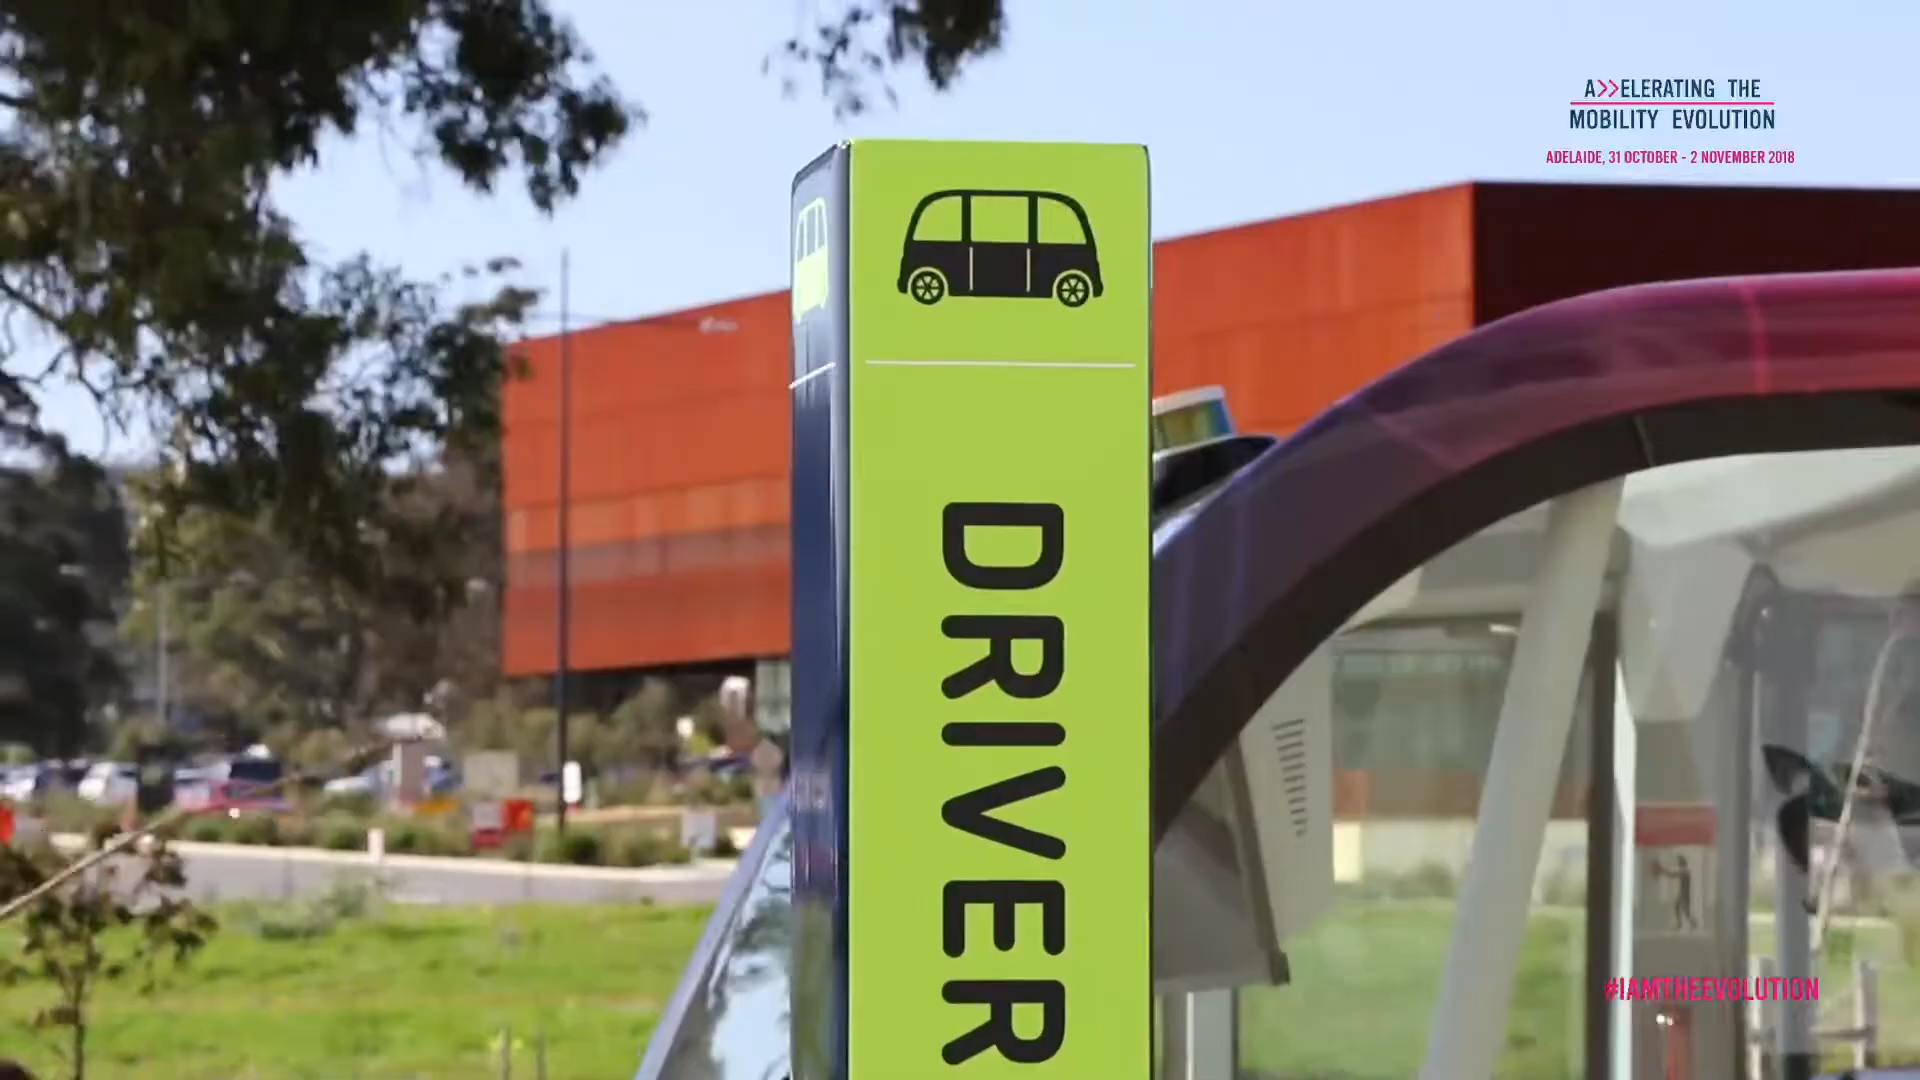 A>>ELERATING THE
MOBILITY EVOLUTION
ADELAIDE, 31 OCTOBER - 2 NOVEMBER 2018
DRIVER
#IAMTHEEVOLUTION